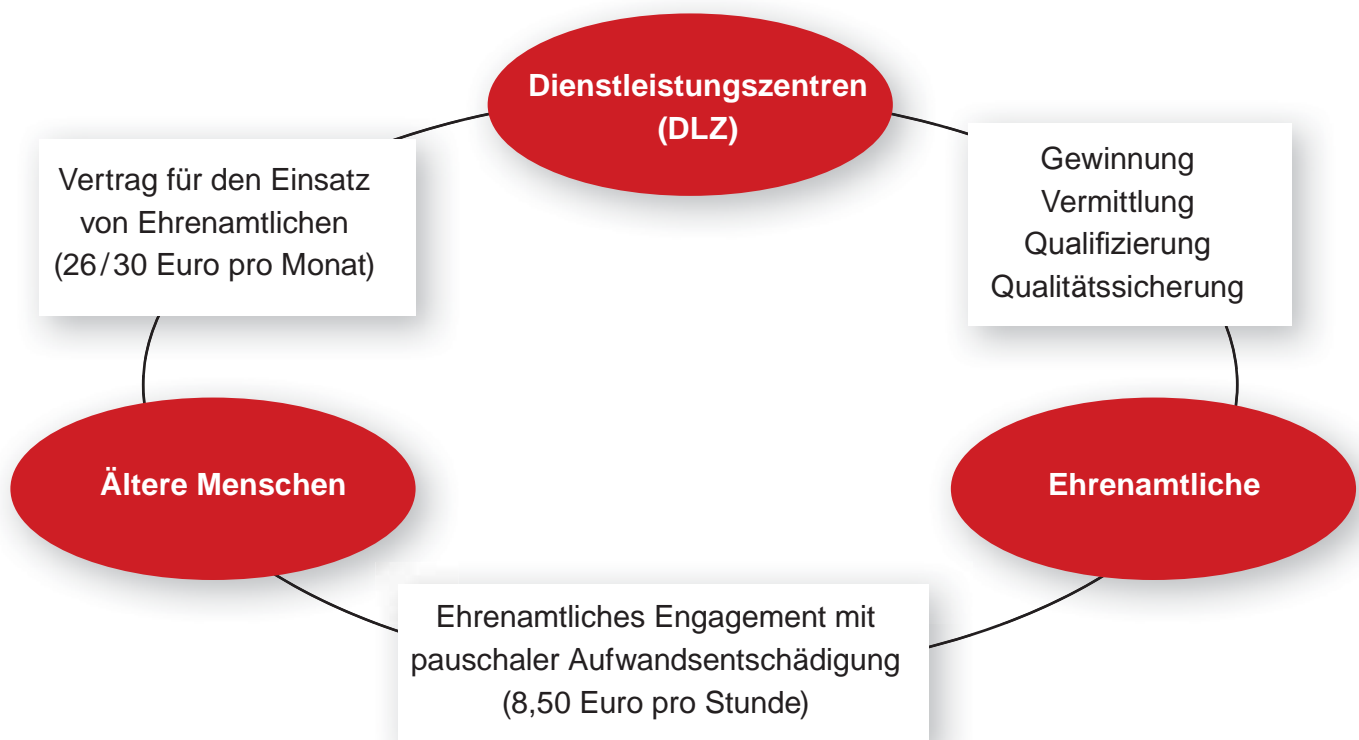 Dienstleistungszentren
(DLZ)
Vertrag für den Einsatz
von Ehrenamtlichen
(26/30 Euro pro Monat)
Gewinnung
Vermittlung
Qualifizierung
Qualitätssicherung
Ältere Menschen
Ehrenamtliche
Ehrenamtliches Engagement mit
pauschaler Aufwandsentschädigung
(8,50 Euro pro Stunde)